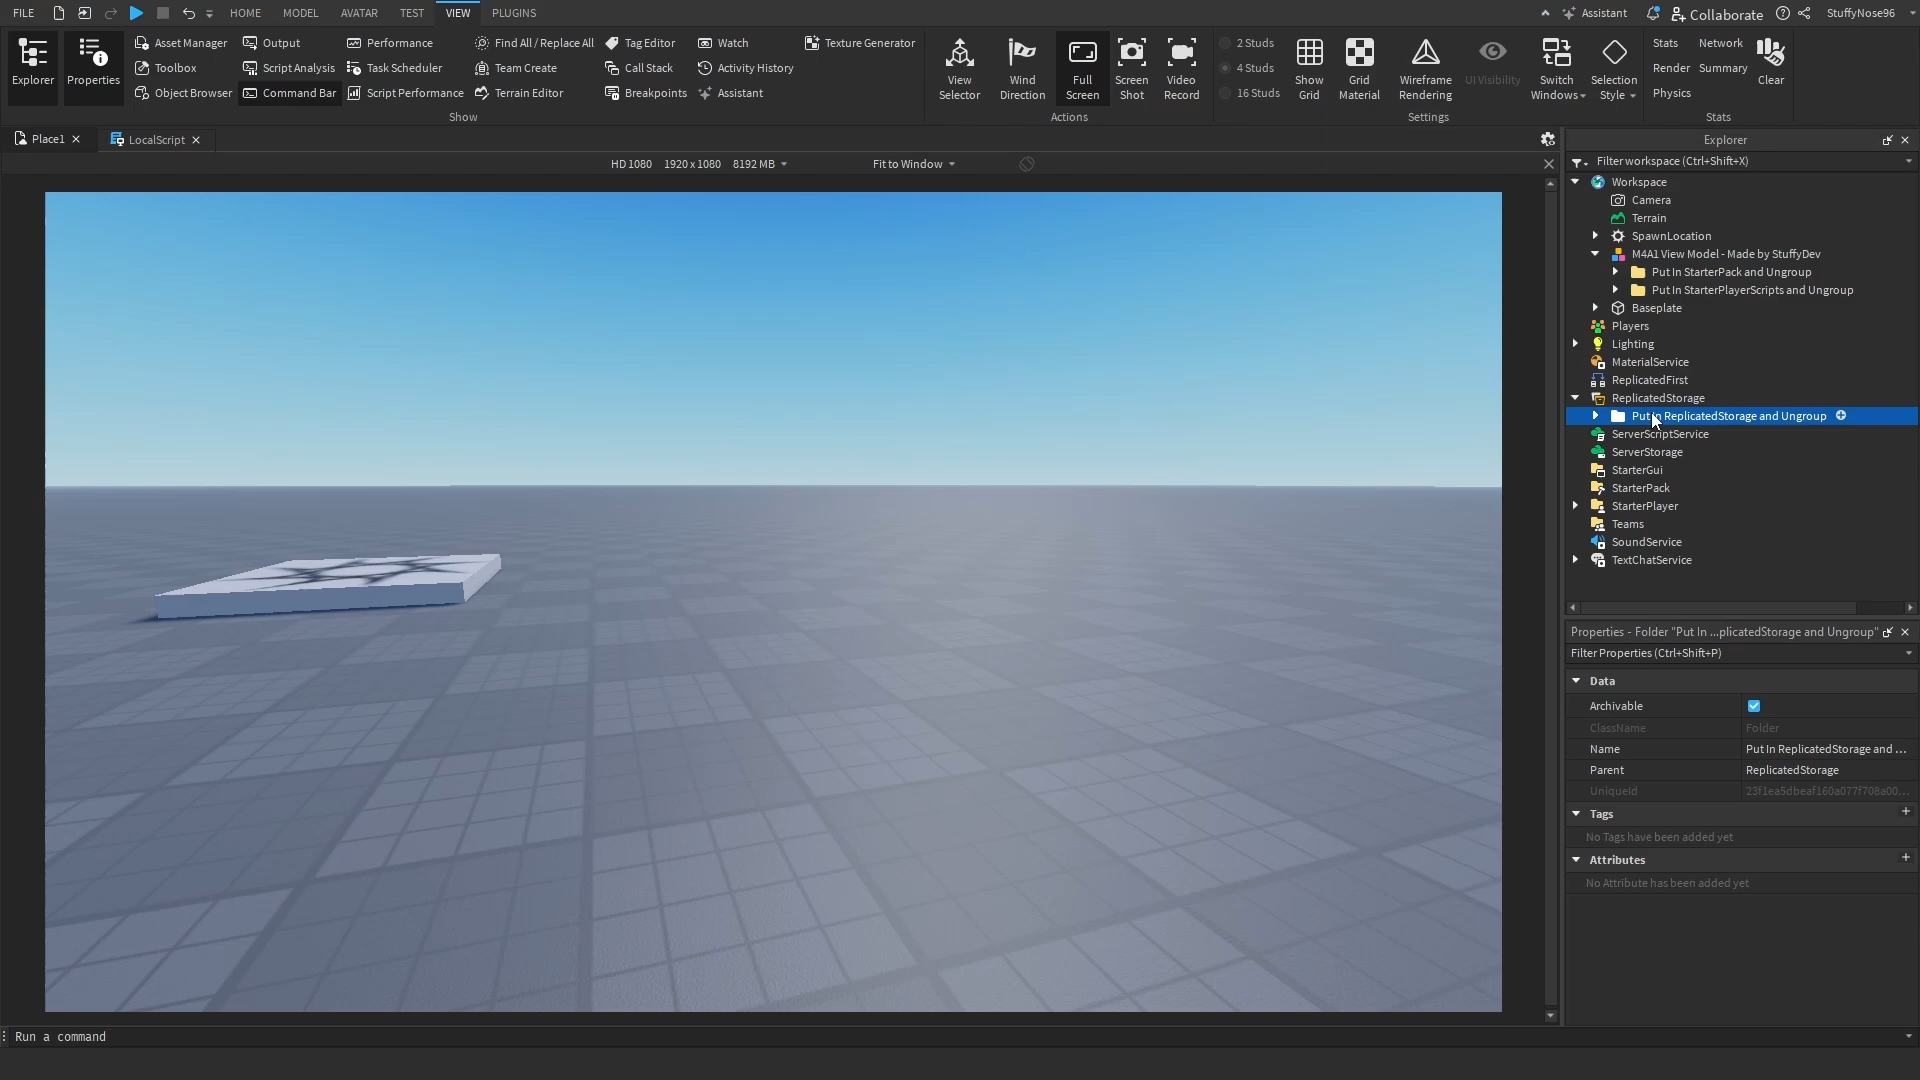 FILE HOME MODEL AVATAR TEST VIEW PLUGINS Assistant Collaborate StuffyNose96
Explorer Properties
Asset Manager Output Performance Find All / Replace All Tag Editor Watch Texture Generator
Toolbox Script Analysis Task Scheduler Team Create Call Stack Activity History
Object Browser Command Bar Script Performance Terrain Editor Breakpoints Assistant
Show
View Selector
Wind Direction
Full Screen
Screen Shot
Video Record
Actions
2 Studs
4 Studs
16 Studs
Show Grid
Grid Material
Wireframe Rendering
UI Visibility
Switch Windows
Selection Style
Settings
Stats Network
Render Summary
Physics
Clear
Stats
Place1 LocalScript
HD 1080 1920 x 1080 8192 MB Fit to Window
Explorer
Filter workspace (Ctrl+Shift+X)
Workspace
Camera
Terrain
SpawnLocation
M4A1 View Model - Made by StuffyDev
Put In StarterPack and Ungroup
Put In StarterPlayerScripts and Ungroup
Baseplate
Players
Lighting
MaterialService
ReplicatedFirst
ReplicatedStorage
Put In ReplicatedStorage and Ungroup
ServerScriptService
ServerStorage
StarterGui
StarterPack
StarterPlayer
Teams
SoundService
TextChatService
Properties - Folder "Put In ...plicatedStorage and Ungroup"
Filter Properties (Ctrl+Shift+P)
Data
Archivable
ClassName Folder
Name Put In ReplicatedStorage and ...
Parent ReplicatedStorage
UniqueId 23f1ea5dbeaf160a077f708a00...
Tags
No Tags have been added yet
Attributes
No Attribute has been added yet
Run a command